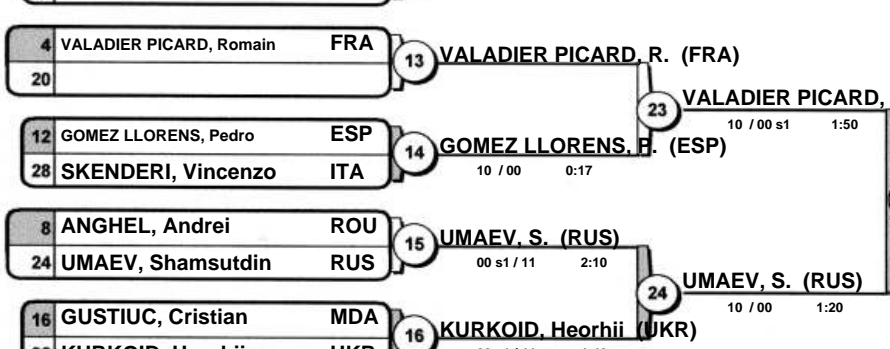 4 VALADIER PICARD, Romain FRA
20
13 VALADIER PICARD, R. (FRA)
23 VALADIER PICARD,
10 / 00 s1 1:50
12 GOMEZ LLORENS, Pedro ESP
28 SKENDERI, Vincenzo ITA
14 GOMEZ LLORENS, P. (ESP)
10 / 00 0:17
8 ANGHEL, Andrei ROU
24 UMAEV, Shamsutdin RUS
15 UMAEV, S. (RUS)
00 s1 / 11 2:10
24 UMAEV, S. (RUS)
10 / 00 1:20
16 GUSTIUC, Cristian MDA
KURKOID, Heorhii UKR
16 KURKOID, Heorhii (UKR)